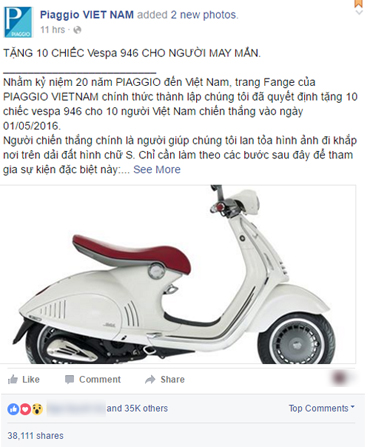 Piaggio VIET NAM added 2 new photos.
11 hrs ·
PIAGGIO
TẶNG 10 CHIẾC Vespa 946 CHO NGƯỜI MAY MẮN.
Nhằm kỷ niệm 20 năm PIAGGIO đến Việt Nam, trang Fange của
PIAGGIO VIETNAM chính thức thành lập chúng tôi đã quyết định tặng 10
chiếc vespa 946 cho 10 người Việt Nam chiến thắng vào ngày
01/05/2016.
Người chiến thắng chính là người giúp chúng tôi lan tỏa hình ảnh đi khắp
nơi trên dải đất hình chữ S. Chỉ cần làm theo các bước sau đây để tham
gia sự kiện đặc biệt này:... See More
Like Comment Share
and 35K others Top Comments
38,111 shares